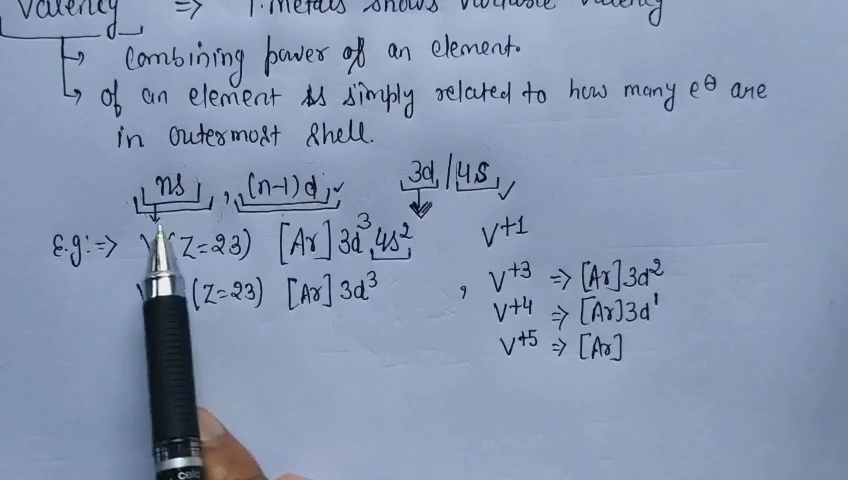 Valency => T. Metals shows variable valency
Combining power of an element.
of an element is simply related to how many e⊖ are
in outermost shell.
ns , (n-1)d ✓ 3d / 4s ✓
E.g: => (Z=23) [Ar] 3d³, 4s² V+1
(Z=23) [Ar] 3d³ , V+3 => [Ar] 3d²
V+4 => [Ar] 3d¹
V+5 => [Ar]